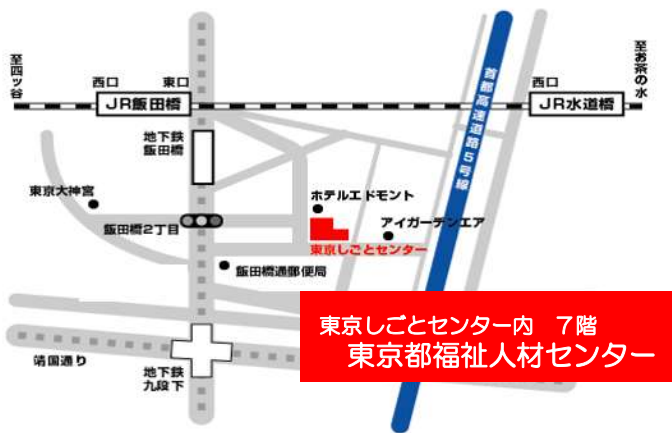 至四ッ谷
西口
東口
JR飯田橋
至お茶の水
西口
JR水道橋
首都高速道路5号線
地下鉄
飯田橋
東京大神宮
飯田橋2丁目
ホテルエドモント
アイガーデンエア
東京しごとセンター
飯田橋通郵便局
靖国通り
地下鉄
九段下
東京しごとセンター内　7階
東京都福祉人材センター